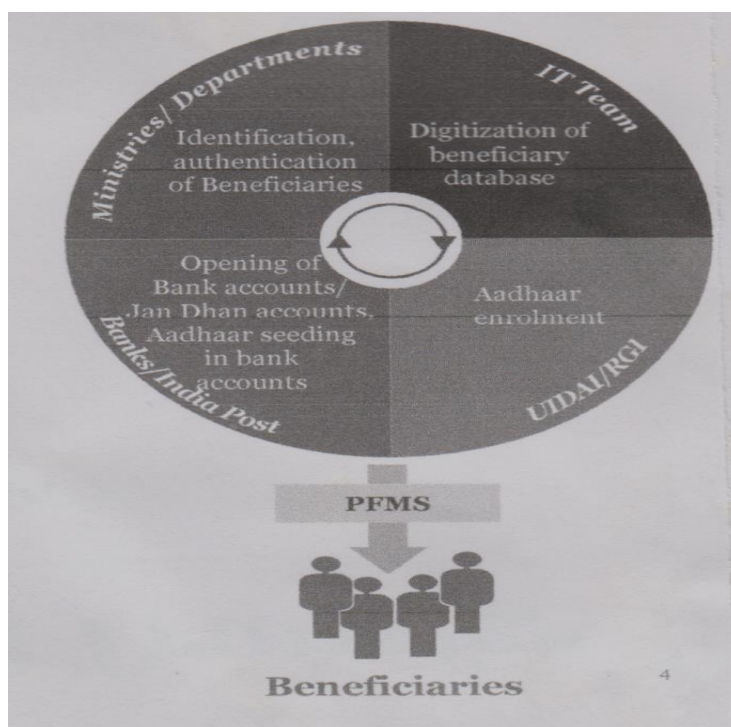 Ministries/ Departments
Identification,
authentication
of Beneficiaries
IT Team
Digitization of
beneficiary
database
Opening of
Bank accounts/
Jan Dhan accounts,
Aadhaar seeding
in bank
accounts
Banks/India Post
Aadhaar
enrolment
UIDAI/RGI
PFMS
Beneficiaries
4